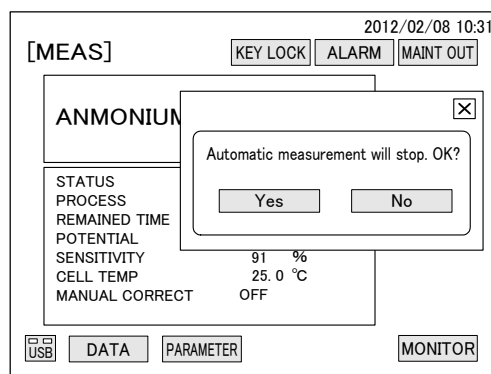 2012/02/08 10:31
[MEAS] KEY LOCK ALARM MAINT OUT
ANMONIUM
Automatic measurement will stop. OK?
Yes No
STATUS
PROCESS
REMAINED TIME
POTENTIAL
SENSITIVITY 91 %
CELL TEMP 25.0 ℃
MANUAL CORRECT OFF
USB DATA PARAMETER MONITOR